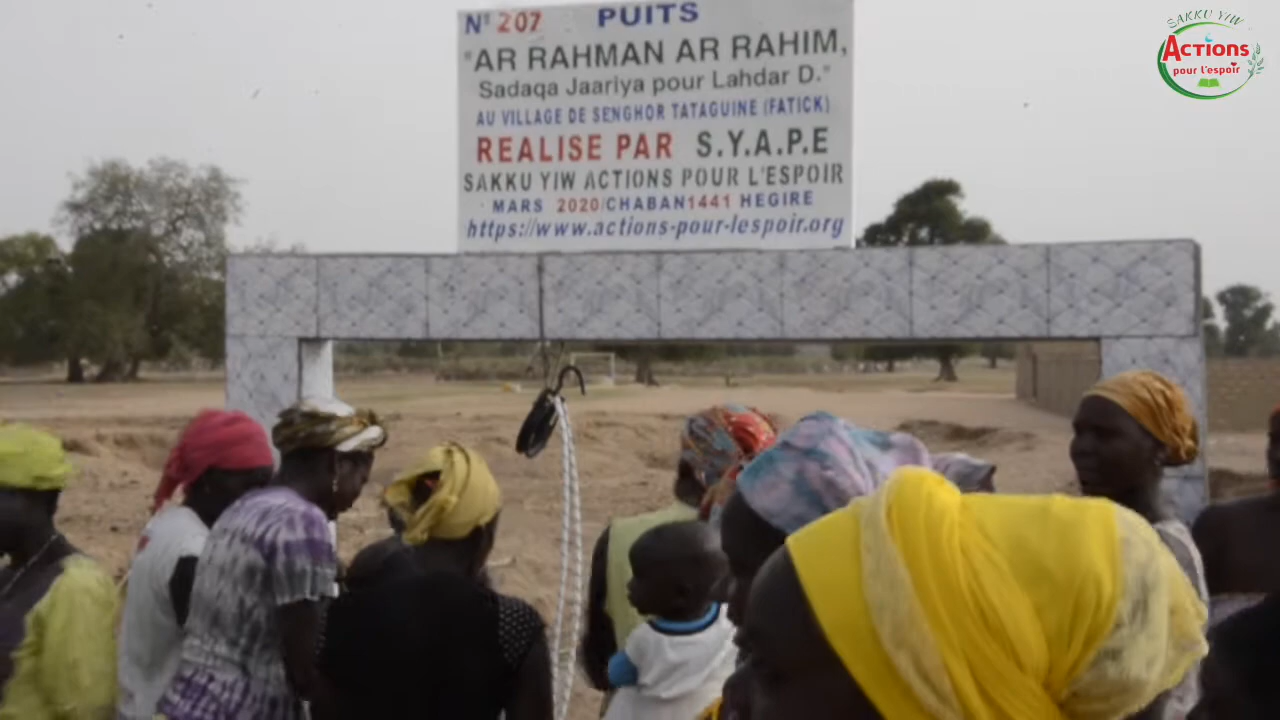 N° 207 PUITS
"AR RAHMAN AR RAHIM,
Sadaqa Jaariya pour Lahdar D."
AU VILLAGE DE SENGHOR TATAGUINE (FATICK)
REALISE PAR S.Y.A.P.E
SAKKU YIW ACTIONS POUR L'ESPOIR
MARS 2020/CHABAN1441 HEGIRE
https://www.actions-pour-lespoir.org
SAKKU YIW
Actions
pour l'espoir